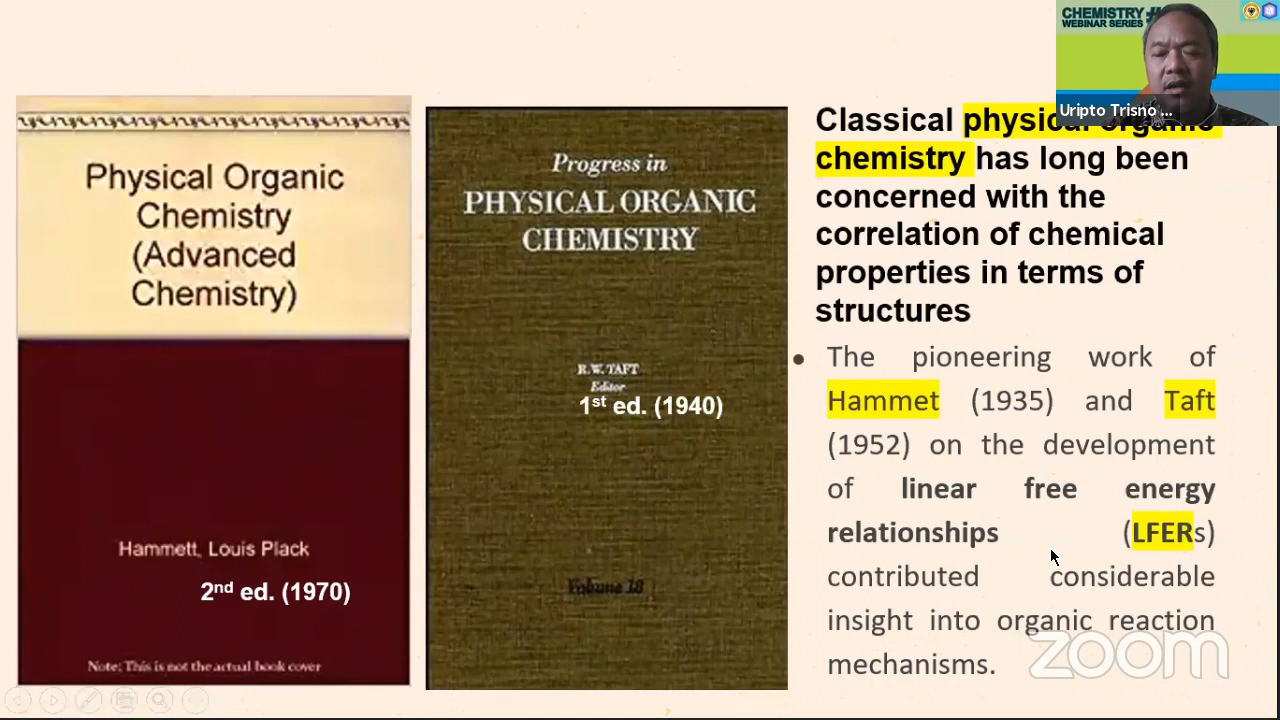 Physical Organic
Chemistry
(Advanced
Chemistry)
Hammett, Louis Plack
2nd ed. (1970)
Note: This is not the actual book cover
Progress in
PHYSICAL ORGANIC
CHEMISTRY
R.W. TAFT
Editor
1st ed. (1940)
Volume 18
CHEMISTRY
WEBINAR SERIES
Uripto Trisno ...
Classical physical organic
chemistry has long been
concerned with the
correlation of chemical
properties in terms of
structures
• The pioneering work of
Hammet (1935) and Taft
(1952) on the development
of linear free energy
relationships (LFERs)
contributed considerable
insight into organic reaction
mechanisms.
zoom